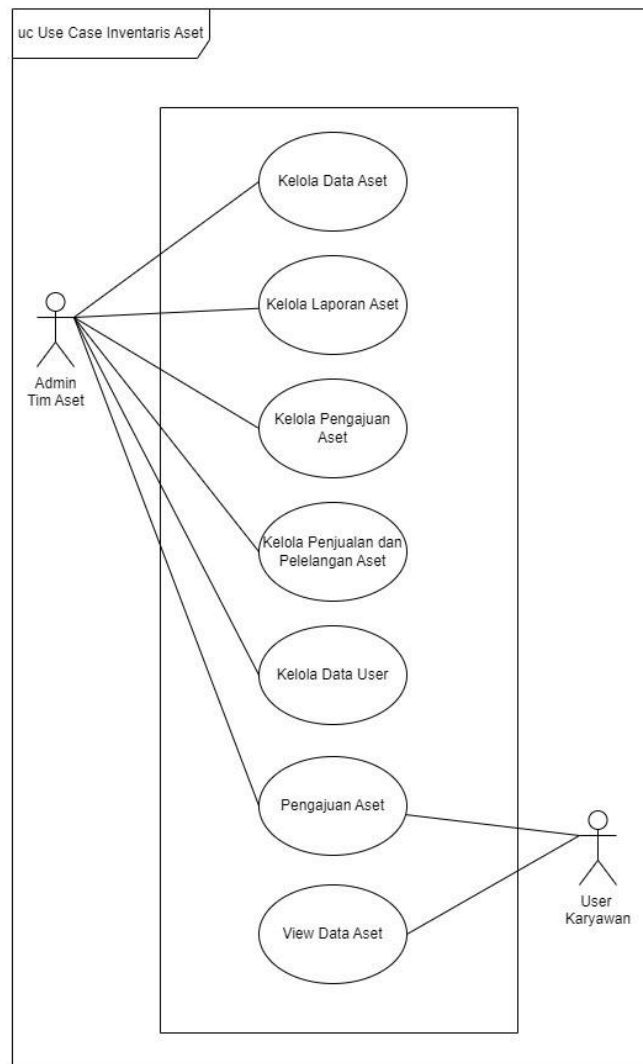 uc Use Case Inventaris Aset
Kelola Data Aset
Kelola Laporan Aset
Admin
Tim Aset
Kelola Pengajuan
Aset
Kelola Penjualan dan
Pelelangan Aset
Kelola Data User
Pengajuan Aset
User
Karyawan
View Data Aset